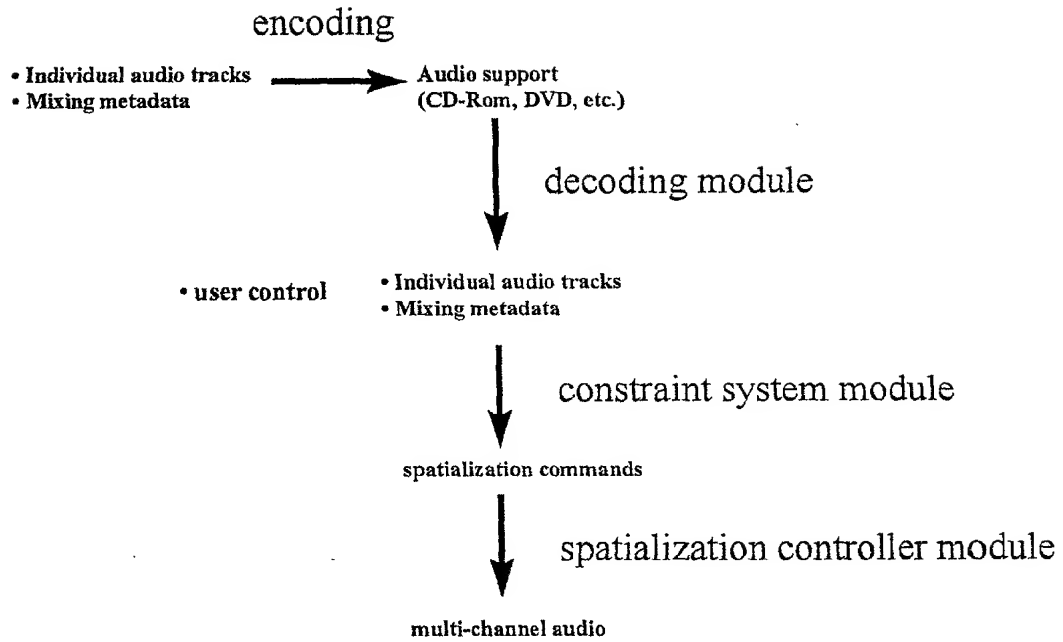 encoding
• Individual audio tracks
• Mixing metadata
Audio support
(CD-Rom, DVD, etc.)
decoding module
• user control
• Individual audio tracks
• Mixing metadata
constraint system module
spatialization commands
spatialization controller module
multi-channel audio